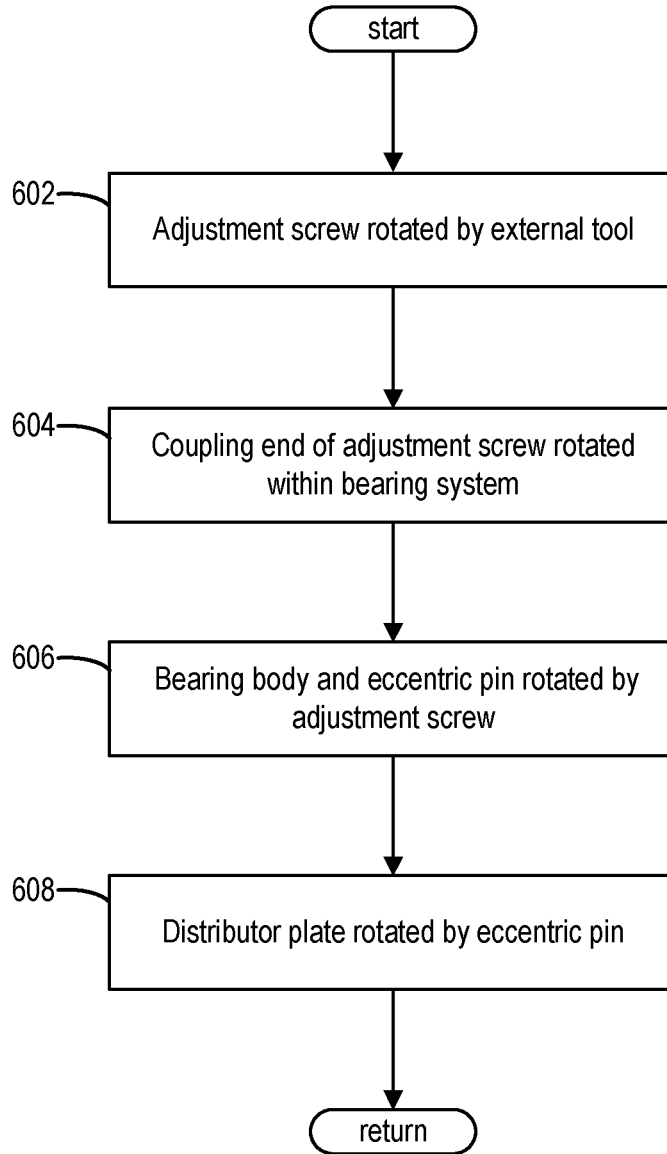 start
602
Adjustment screw rotated by external tool
604
Coupling end of adjustment screw rotated
within bearing system
606
Bearing body and eccentric pin rotated by
adjustment screw
608
Distributor plate rotated by eccentric pin
return